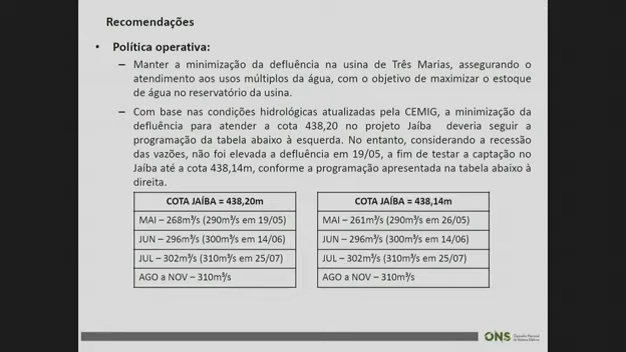 Recomendações
• Política operativa:
– Manter a minimização da defluência na usina de Três Marias, assegurando o
atendimento aos usos múltiplos da água, com o objetivo de maximizar o estoque
de água no reservatório da usina.
– Com base nas condições hidrológicas atualizadas pela CEMIG, a minimização da
defluência para atender a cota 438,20 no projeto Jaíba deveria seguir a
programação da tabela abaixo à esquerda. No entanto, considerando a recessão
das vazões, não foi elevada a defluência em 19/05, a fim de testar a captação no
Jaíba até a cota 438,14m, conforme a programação apresentada na tabela abaixo à
direita.
COTA JAÍBA = 438,20m
MAI – 268m³/s (290m³/s em 19/05)
JUN – 296m³/s (300m³/s em 14/06)
JUL – 302m³/s (310m³/s em 25/07)
AGO a NOV – 310m³/s
COTA JAÍBA = 438,14m
MAI – 261m³/s (290m³/s em 26/05)
JUN – 296m³/s (300m³/s em 14/06)
JUL – 302m³/s (310m³/s em 25/07)
AGO a NOV – 310m³/s
ONS